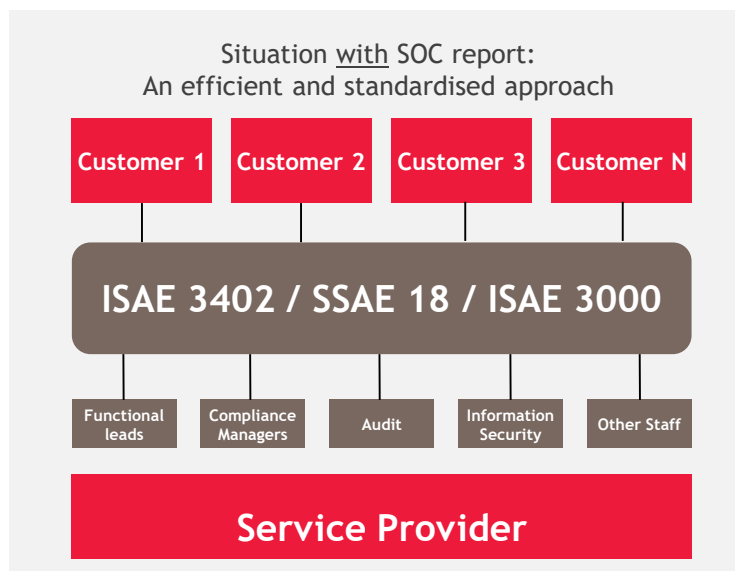 Situation with SOC report:
An efficient and standardised approach
Customer 1
Customer 2
Customer 3
Customer N
ISAE 3402 / SSAE 18 / ISAE 3000
Functional
leads
Compliance
Managers
Audit
Information
Security
Other Staff
Service Provider